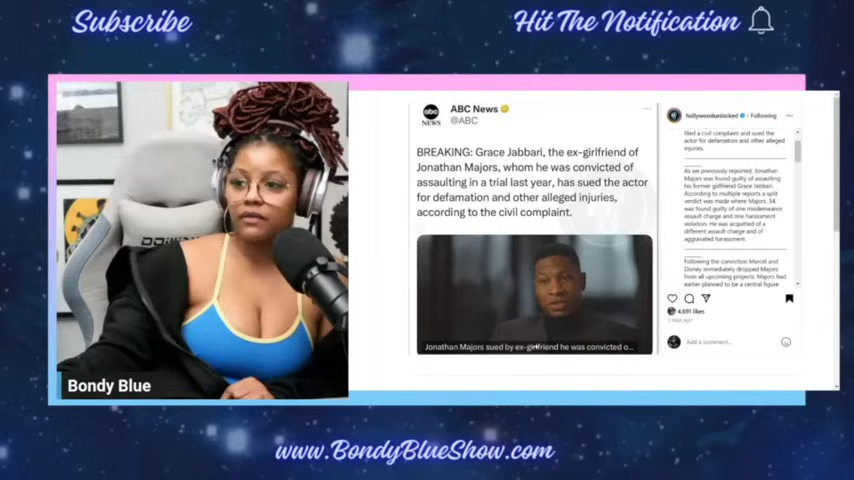 Subscribe
Hit The Notification
abc
NEWS
ABC News
@ABC
BREAKING: Grace Jabbari, the ex-girlfriend of
Jonathan Majors, whom he was convicted of
assaulting in a trial last year, has sued the actor
for defamation and other alleged injuries,
according to the civil complaint.
Jonathan Majors sued by ex-girlfriend he was convicted o...
hollywoodunlocked
• Following
filed a civil complaint and sued the
actor for defamation and other alleged
injuries.
As we previously reported, Jonathan
Majors was found guilty of assaulting
his former girlfriend Grace Jabbari.
According to multiple reports a split
verdict was made where Majors, 34,
was found guilty of one misdemeanor
assault charge and one harassment
violation. He was acquitted of a
different assault charge and of
aggravated harassment.
Following the conviction Marvel and
Disney immediately dropped Majors
from all upcoming projects. Majors had
earlier planned to be a central figure
4,691 likes
days ago
Add a comment...
Bondy Blue
www.BondyBlueShow.com